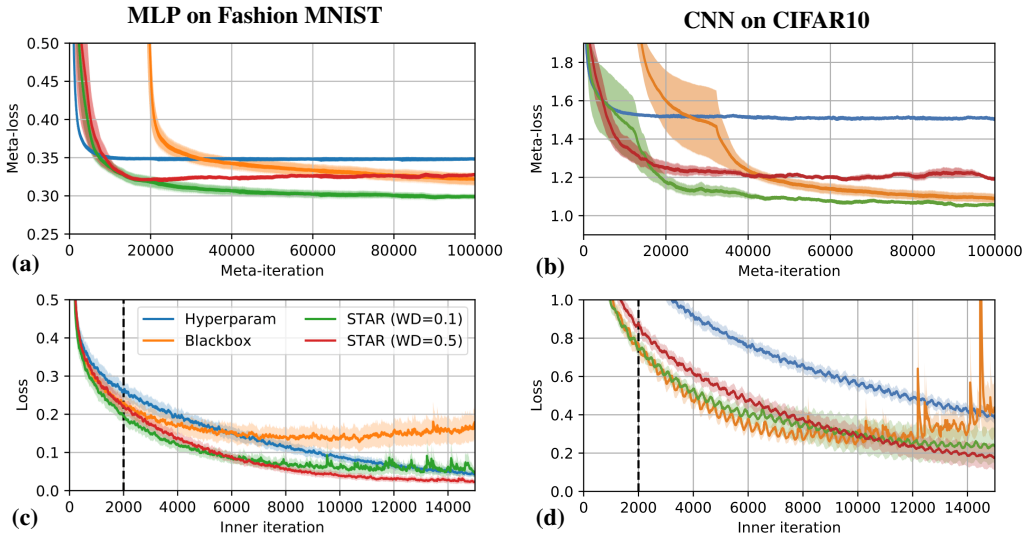 MLP on Fashion MNIST
CNN on CIFAR10
0.50
0.45
0.40
0.35
0.30
0.25
Meta-loss
0 20000 40000 60000 80000 100000
Meta-iteration
(a)
1.8
1.6
1.4
1.2
1.0
Meta-loss
0 20000 40000 60000 80000 100000
Meta-iteration
(b)
0.5
0.4
0.3
0.2
0.1
0.0
Loss
Hyperparam
Blackbox
STAR (WD=0.1)
STAR (WD=0.5)
0 2000 4000 6000 8000 10000 12000 14000
Inner iteration
(c)
1.0
0.8
0.6
0.4
0.2
0.0
Loss
0 2000 4000 6000 8000 10000 12000 14000
Inner iteration
(d)